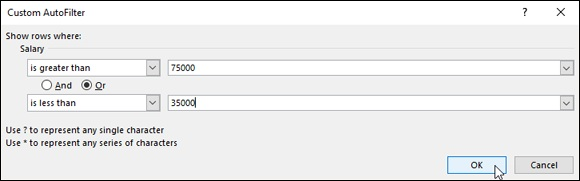 Custom AutoFilter
Show rows where:
Salary
is greater than 75000
And Or
is less than 35000
Use ? to represent any single character
Use * to represent any series of characters
OK Cancel